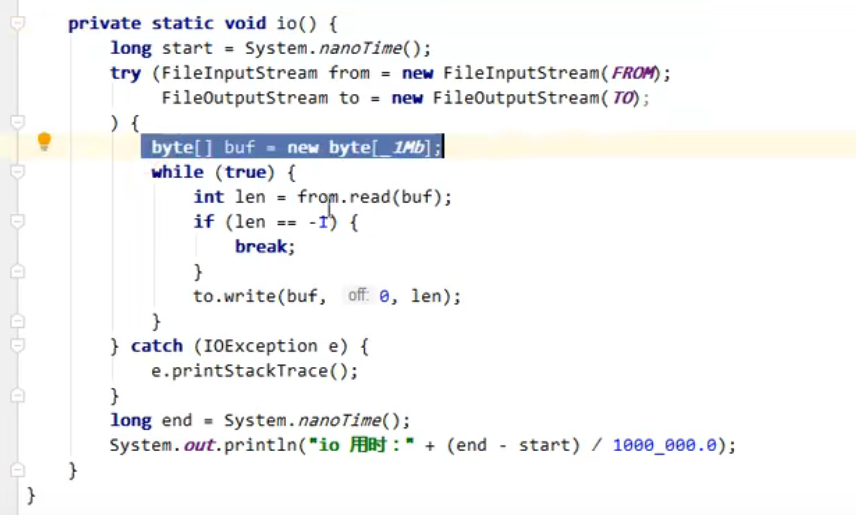 private static void io() {
long start = System.nanoTime();
try (FileInputStream from = new FileInputStream(FROM);
FileOutputStream to = new FileOutputStream(TO);
) {
byte[] buf = new byte[_1Mb];
while (true) {
int len = from.read(buf);
if (len == -1) {
break;
}
to.write(buf, off: 0, len);
}
} catch (IOException e) {
e.printStackTrace();
}
long end = System.nanoTime();
System.out.println("io 用时：" + (end - start) / 1000_000.0);
}
}